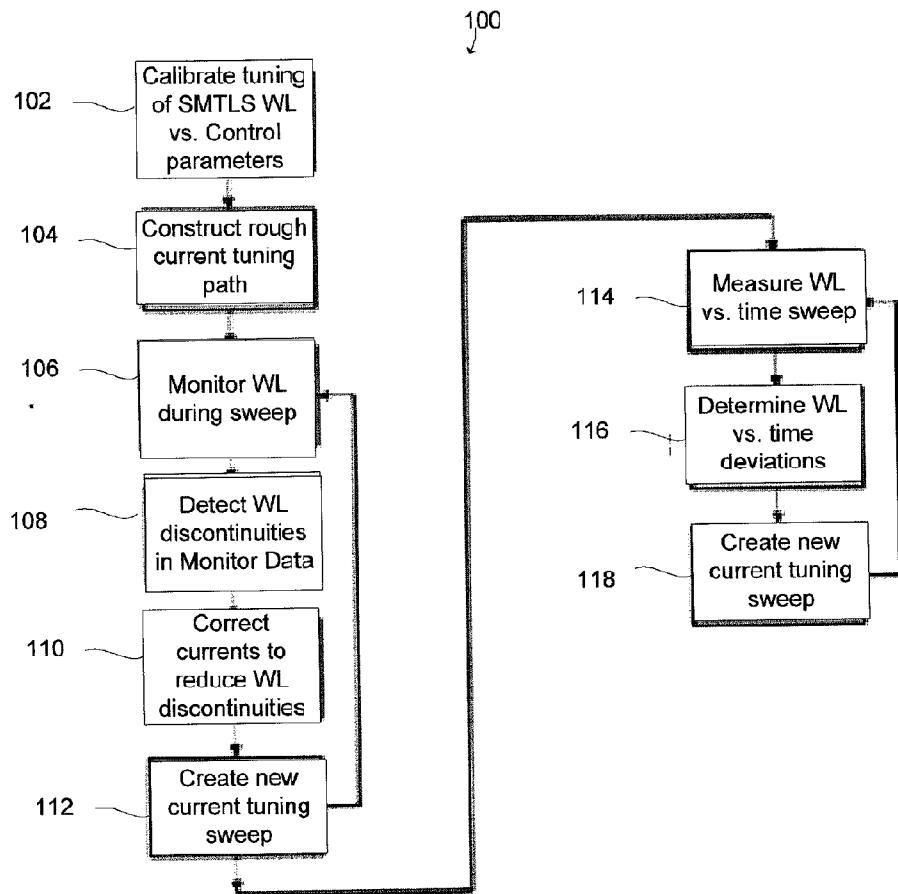 100
102
Calibrate tuning
of SMTLS WL
vs. Control
parameters
104
Construct rough
current tuning
path
106
Monitor WL
during sweep
108
Detect WL
discontinuities
in Monitor Data
110
Correct
currents to
reduce WL
discontinuities
112
Create new
current tuning
sweep
114
Measure WL
vs. time sweep
116
Determine WL
vs. time
deviations
118
Create new
current tuning
sweep